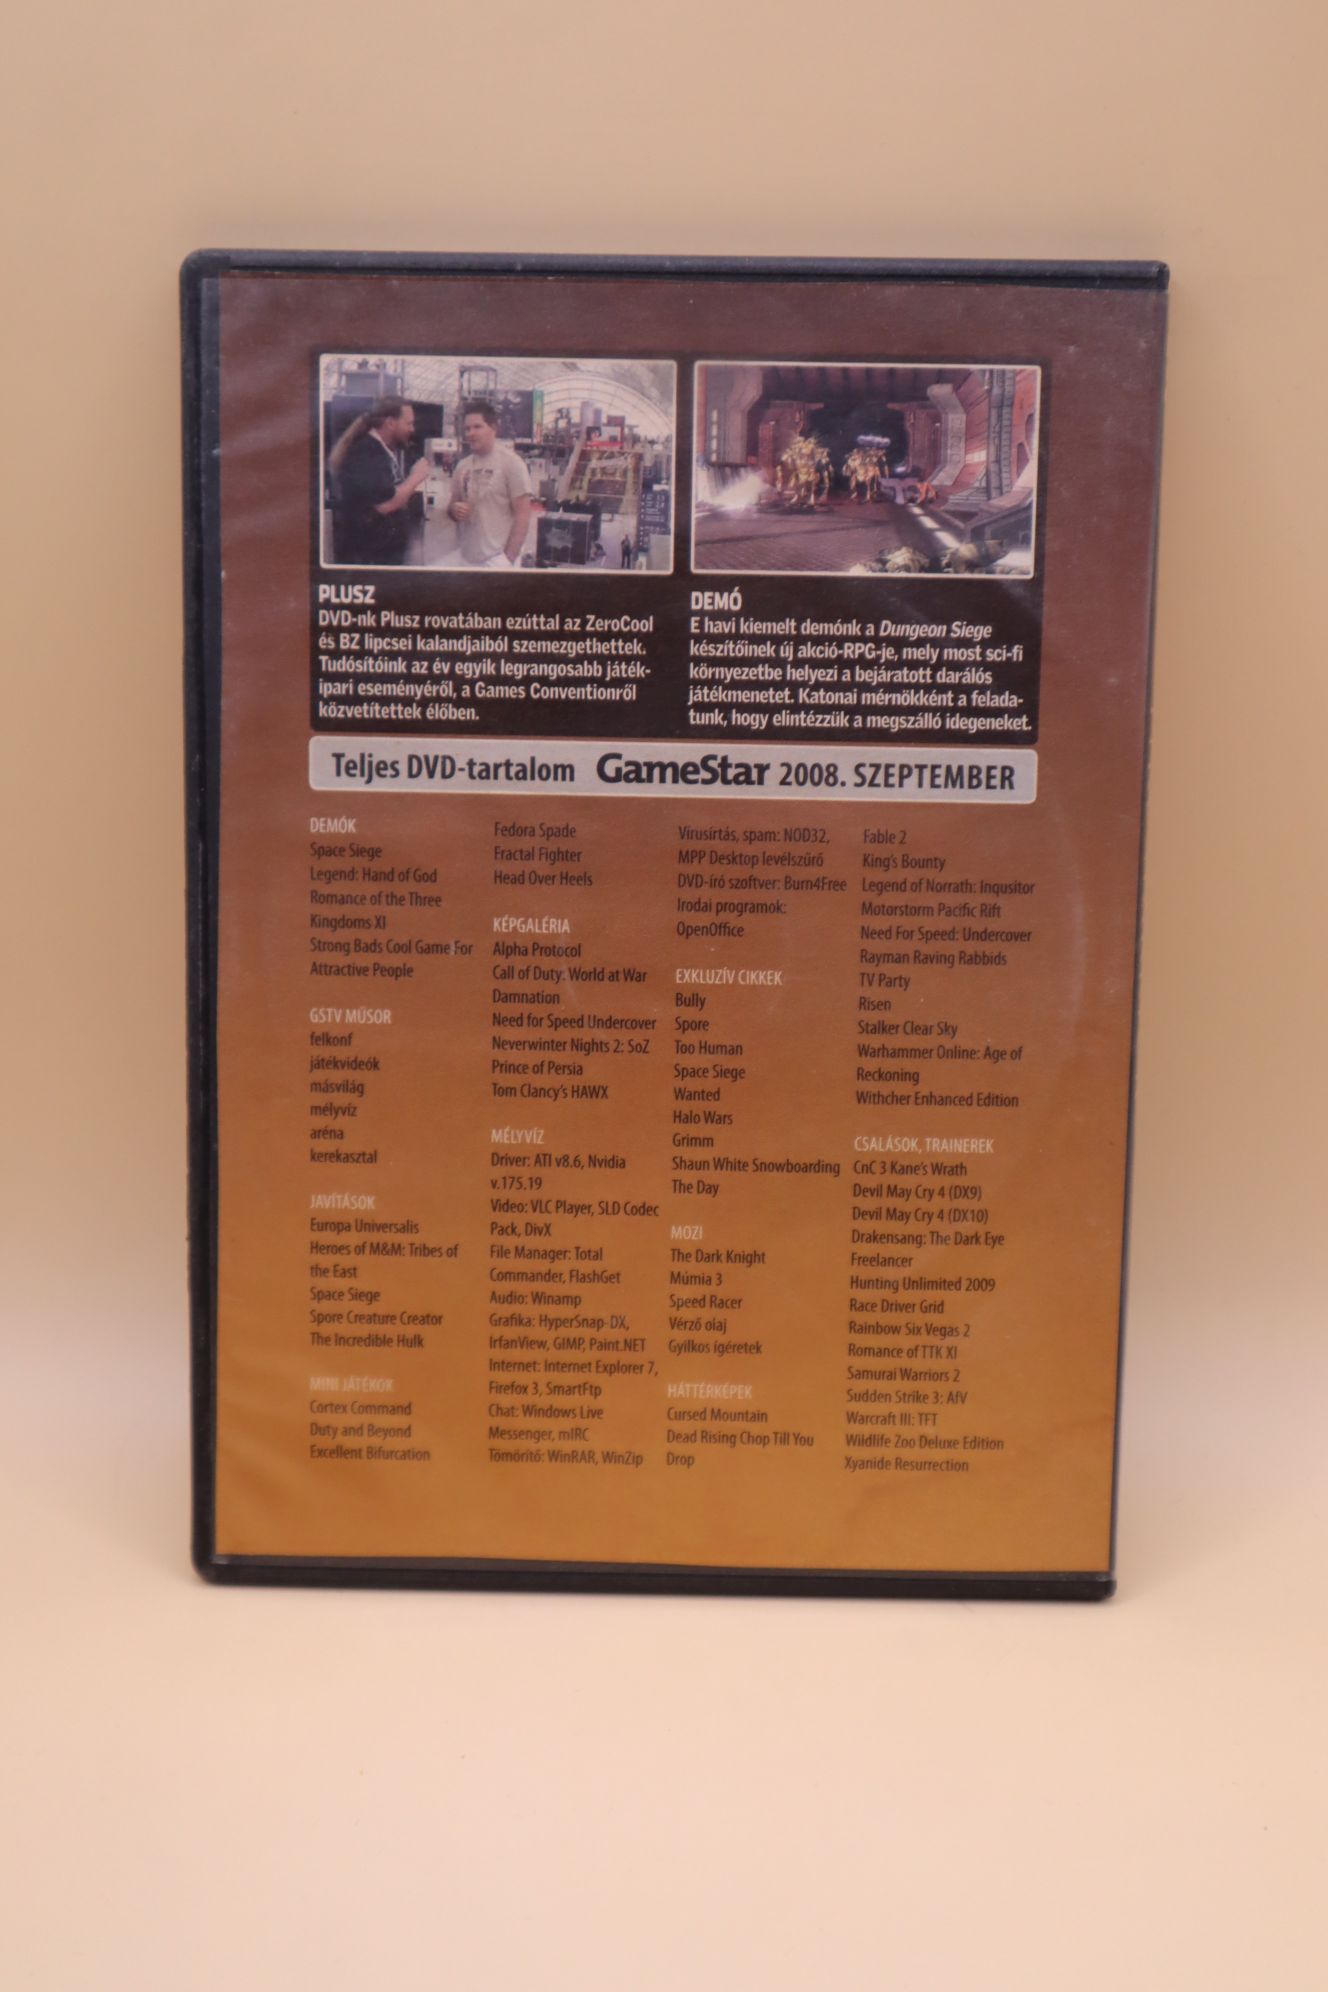 PLUSZ
DVD-nk Plusz rovatában ezúttal az ZeroCool
és BZ lipcsei kalandjaiból szemezgethettek.
Tudósítóink az év egyik legrangosabb játék-
ipari eseményéről, a Games Conventionről
közvetítettek élőben.
DEMÓ
E havi kiemelt demónk a Dungeon Siege
készítőinek új akció-RPG-je, mely most sci-fi
környezetbe helyezi a bejáratott darálós
játékmenetet. Katonai mérnökként a felada-
tunk, hogy elintézzük a megszálló idegeneket.
Teljes DVD-tartalom GameStar 2008. SZEPTEMBER
DEMÓK
Space Siege
Legend: Hand of God
Romance of the Three
Kingdoms XI
Strong Bads Cool Game For
Attractive People
GSTV MŰSOR
felkonf
játékvideók
másvilág
mélyvíz
aréna
kerekasztal
JAVÍTÁSOK
Europa Universalis
Heroes of M&M: Tribes of
the East
Space Siege
Spore Creature Creator
The Incredible Hulk
MINI JÁTÉKOK
Cortex Command
Duty and Beyond
Excellent Bifurcation
Fedora Spade
Fractal Fighter
Head Over Heels
KÉPGALÉRIA
Alpha Protocol
Call of Duty: World at War
Damnation
Need for Speed Undercover
Neverwinter Nights 2: SoZ
Prince of Persia
Tom Clancy's HAWX
MÉLYVÍZ
Driver: ATI v8.6, Nvidia
v.175.19
Video: VLC Player, SLD Codec
Pack, DivX
File Manager: Total
Commander, FlashGet
Audio: Winamp
Grafika: HyperSnap-DX,
IrfanView, GIMP, Paint.NET
Internet: Internet Explorer 7,
Firefox 3, SmartFtp
Chat: Windows Live
Messenger, mIRC
Tömörítő: WinRAR, WinZip
Vírusirtás, spam: NOD32,
MPP Desktop levélszűrő
DVD-író szoftver: Burn4Free
Irodai programok:
OpenOffice
EXKLUZÍV CIKKEK
Bully
Spore
Too Human
Space Siege
Wanted
Halo Wars
Grimm
Shaun White Snowboarding
The Day
MOZI
The Dark Knight
Múmia 3
Speed Racer
Vérző olaj
Gyilkos ígéretek
HÁTTÉRKÉPEK
Cursed Mountain
Dead Rising Chop Till You
Drop
Fable 2
King's Bounty
Legend of Norrath: Inqusitor
Motorstorm Pacific Rift
Need For Speed: Undercover
Rayman Raving Rabbids
TV Party
Risen
Stalker Clear Sky
Warhammer Online: Age of
Reckoning
Withcher Enhanced Edition
CSALÁSOK, TRAINEREK
CnC 3 Kane's Wrath
Devil May Cry 4 (DX9)
Devil May Cry 4 (DX10)
Drakensang: The Dark Eye
Freelancer
Hunting Unlimited 2009
Race Driver Grid
Rainbow Six Vegas 2
Romance of TTK XI
Samurai Warriors 2
Sudden Strike 3: AfV
Warcraft III: TFT
Wildlife Zoo Deluxe Edition
Xyanide Resurrection